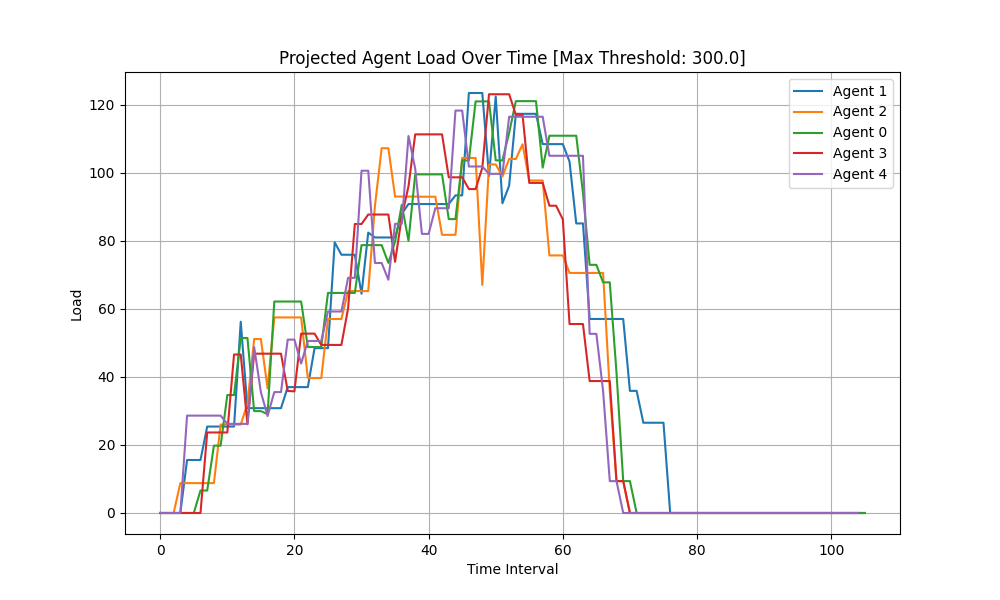 Projected Agent Load Over Time [Max Threshold: 300.0]
Agent 1
Agent 2
Agent 0
Agent 3
Agent 4
Load
120
100
80
60
40
20
0
0 20 40 60 80 100
Time Interval